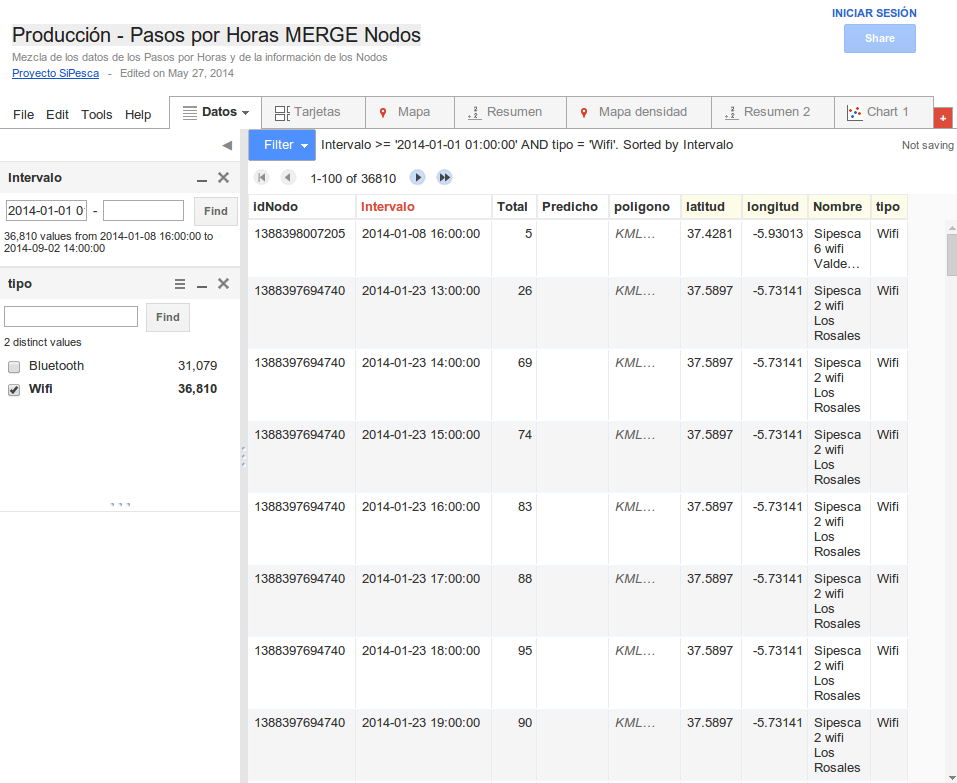 INICIAR SESIÓN
Producción - Pasos por Horas MERGE Nodos
Share
Mezcla de los datos de los Pasos por Horas y de la información de los Nodos
Proyecto SiPesca - Edited on May 27, 2014
File Edit Tools Help Datos Tarjetas Mapa Resumen Mapa densidad Resumen 2 Chart 1 +
Filter Intervalo >= '2014-01-01 01:00:00' AND tipo = 'Wifi'. Sorted by Intervalo Not saving
Intervalo
1-100 of 36810
2014-01-01 0 - Find
36,810 values from 2014-01-08 16:00:00 to
2014-09-02 14:00:00
tipo
Find
2 distinct values
Bluetooth 31,079
Wifi 36,810
idNodo Intervalo Total Predicho poligono latitud longitud Nombre tipo
1388398007205 2014-01-08 16:00:00 5 KML… 37.4281 -5.93013 Sipesca Wifi
6 wifi
Valde…
1388397694740 2014-01-23 13:00:00 26 KML… 37.5897 -5.73141 Sipesca Wifi
2 wifi
Los
Rosales
1388397694740 2014-01-23 14:00:00 69 KML… 37.5897 -5.73141 Sipesca Wifi
2 wifi
Los
Rosales
1388397694740 2014-01-23 15:00:00 74 KML… 37.5897 -5.73141 Sipesca Wifi
2 wifi
Los
Rosales
1388397694740 2014-01-23 16:00:00 83 KML… 37.5897 -5.73141 Sipesca Wifi
2 wifi
Los
Rosales
1388397694740 2014-01-23 17:00:00 88 KML… 37.5897 -5.73141 Sipesca Wifi
2 wifi
Los
Rosales
1388397694740 2014-01-23 18:00:00 95 KML… 37.5897 -5.73141 Sipesca Wifi
2 wifi
Los
Rosales
1388397694740 2014-01-23 19:00:00 90 KML… 37.5897 -5.73141 Sipesca Wifi
2 wifi
Los
Rosales